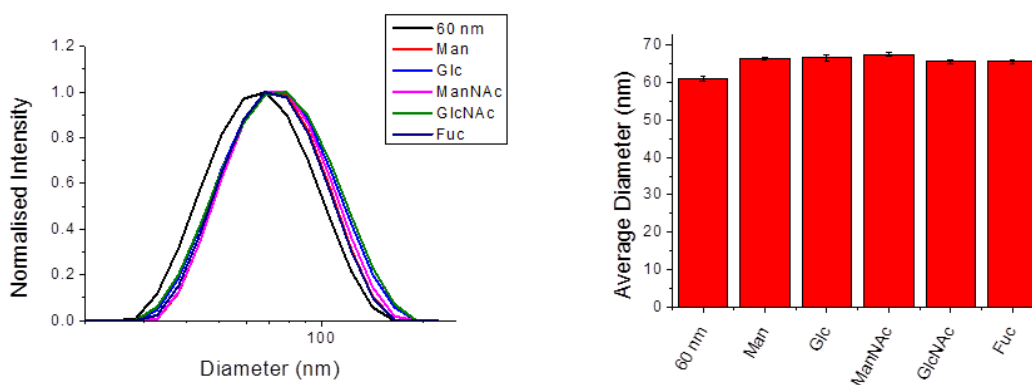 60 nm
Man
Glc
ManNAc
GlcNAc
Fuc
1.2
1.0
0.8
0.6
0.4
0.2
0.0
Normalised Intensity
100
Diameter (nm)
70
60
50
40
30
20
10
0
Average Diameter (nm)
60 nm
Man
Glc
ManNAc
GlcNAc
Fuc